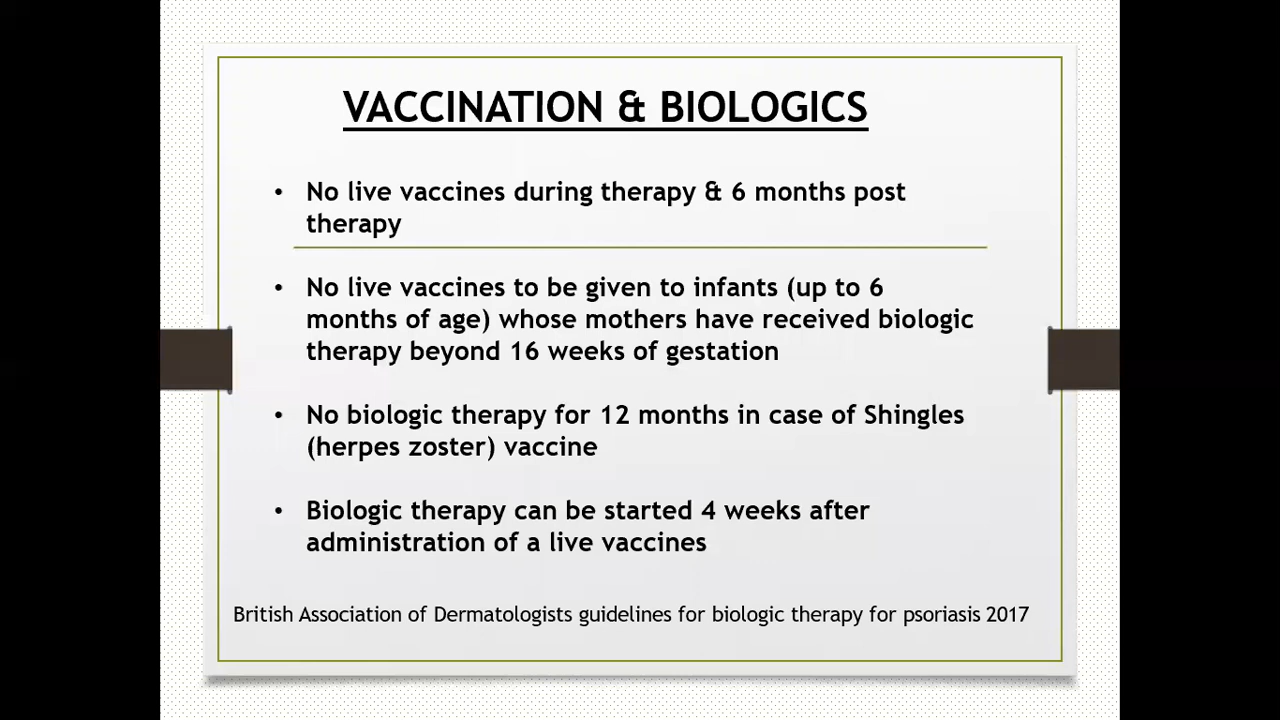 VACCINATION & BIOLOGICS
• No live vaccines during therapy & 6 months post
therapy
• No live vaccines to be given to infants (up to 6
months of age) whose mothers have received biologic
therapy beyond 16 weeks of gestation
• No biologic therapy for 12 months in case of Shingles
(herpes zoster) vaccine
• Biologic therapy can be started 4 weeks after
administration of a live vaccines
British Association of Dermatologists guidelines for biologic therapy for psoriasis 2017